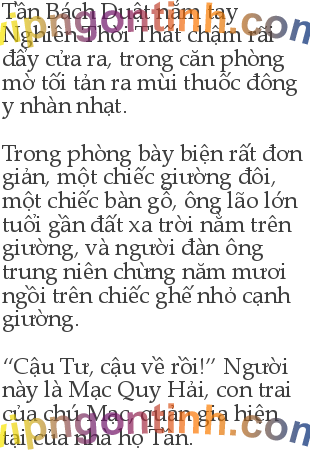 Tần Bách Duật nắm tay
Nghiên Thời Thất chậm rãi
đẩy cửa ra, trong căn phòng
mờ tối tản ra mùi thuốc đông
y nhàn nhạt.

Trong phòng bày biện rất đơn
giản, một chiếc giường đôi,
một chiếc bàn gỗ, ông lão lớn
tuổi gần đất xa trời nằm trên
giường, và người đàn ông
trung niên chừng năm mươi
ngồi trên chiếc ghế nhỏ cạnh
giường.

“Cậu Tư, cậu về rồi!” Người
này là Mạc Quy Hải, con trai
của chú Mạc, quản gia hiện
tại của nhà họ Tần.
vipngontinh.com
vipngontinh.com